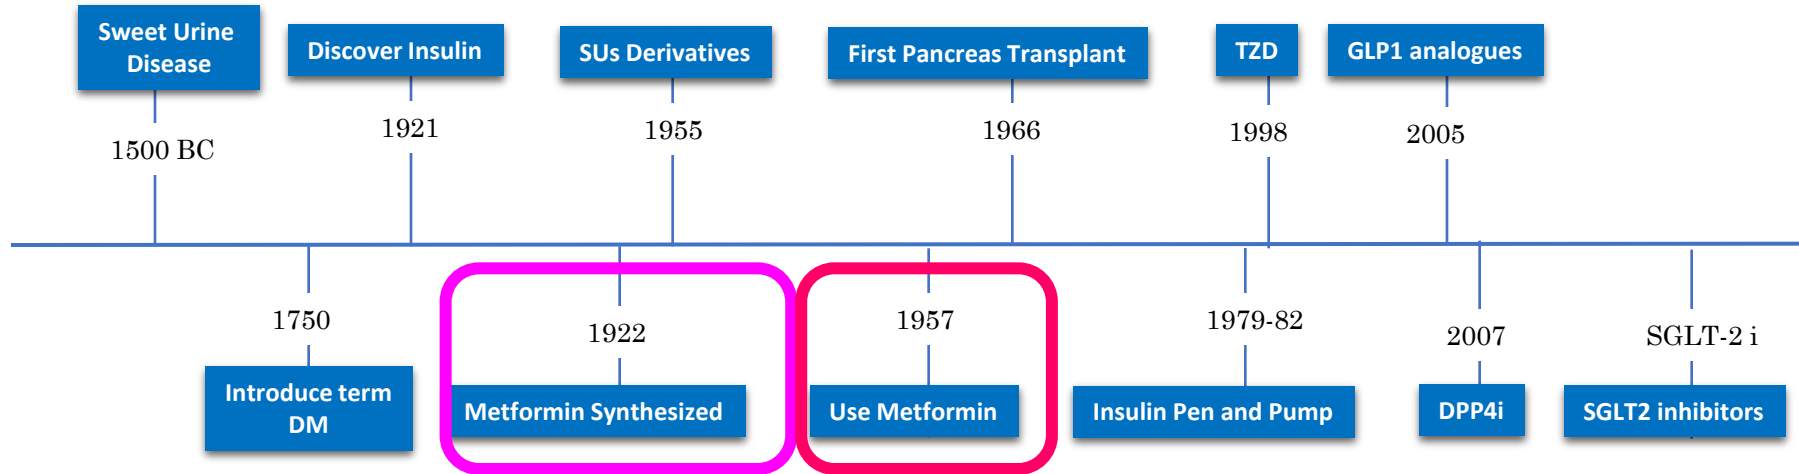 Sweet Urine
Disease
Discover Insulin
SUs Derivatives
First Pancreas Transplant
TZD
GLP1 analogues
1500 BC
1921
1955
1966
1998
2005
1750
1922
1957
1979-82
2007
SGLT-2 i
Introduce term
DM
Metformin Synthesized
Use Metformin
Insulin Pen and Pump
DPP4i
SGLT2 inhibitors